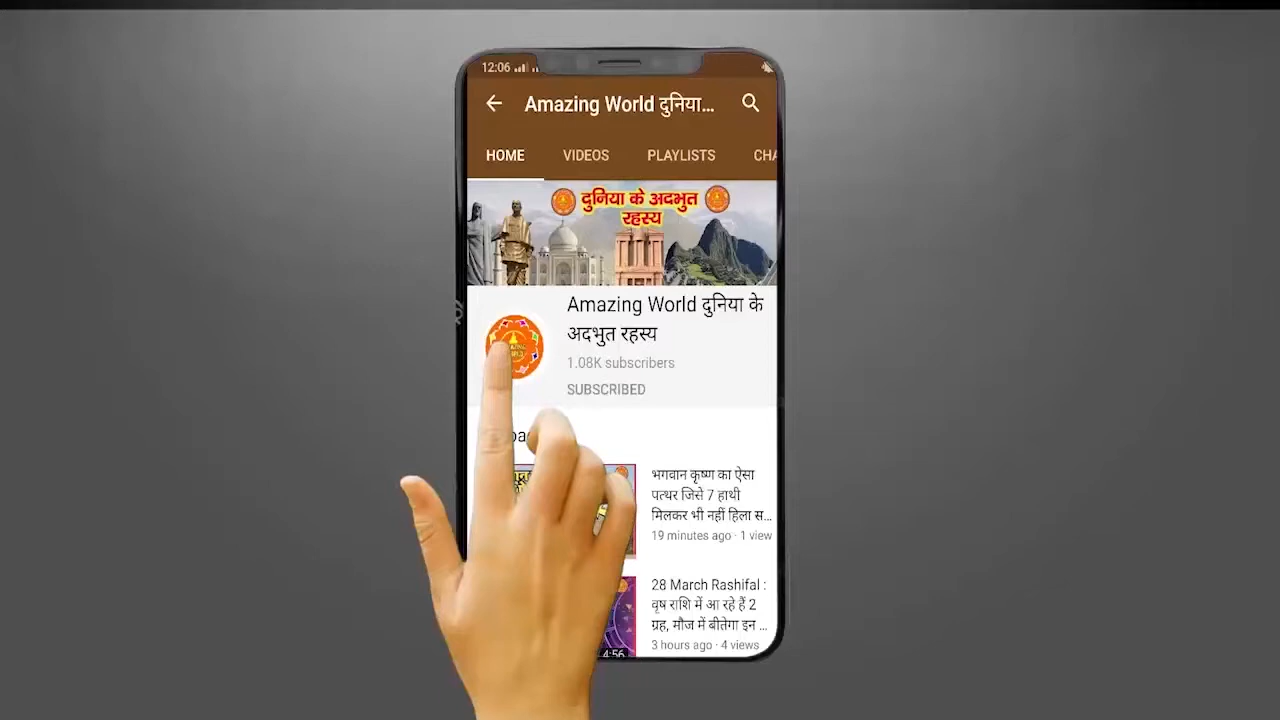 12:06
Amazing World दुनिया...
HOME VIDEOS PLAYLISTS CHA
दुनिया के अदभुत
रहस्य
Amazing World दुनिया के
अदभुत रहस्य
1.08K subscribers
SUBSCRIBED
भगवान कृष्ण का ऐसा
पत्थर जिसे 7 हाथी
मिलकर भी नहीं हिला स...
19 minutes ago · 1 view
28 March Rashifal :
वृष राशि में आ रहे हैं 2
ग्रह, मौज में बीतेगा इन ...
3 hours ago · 4 views
4:56